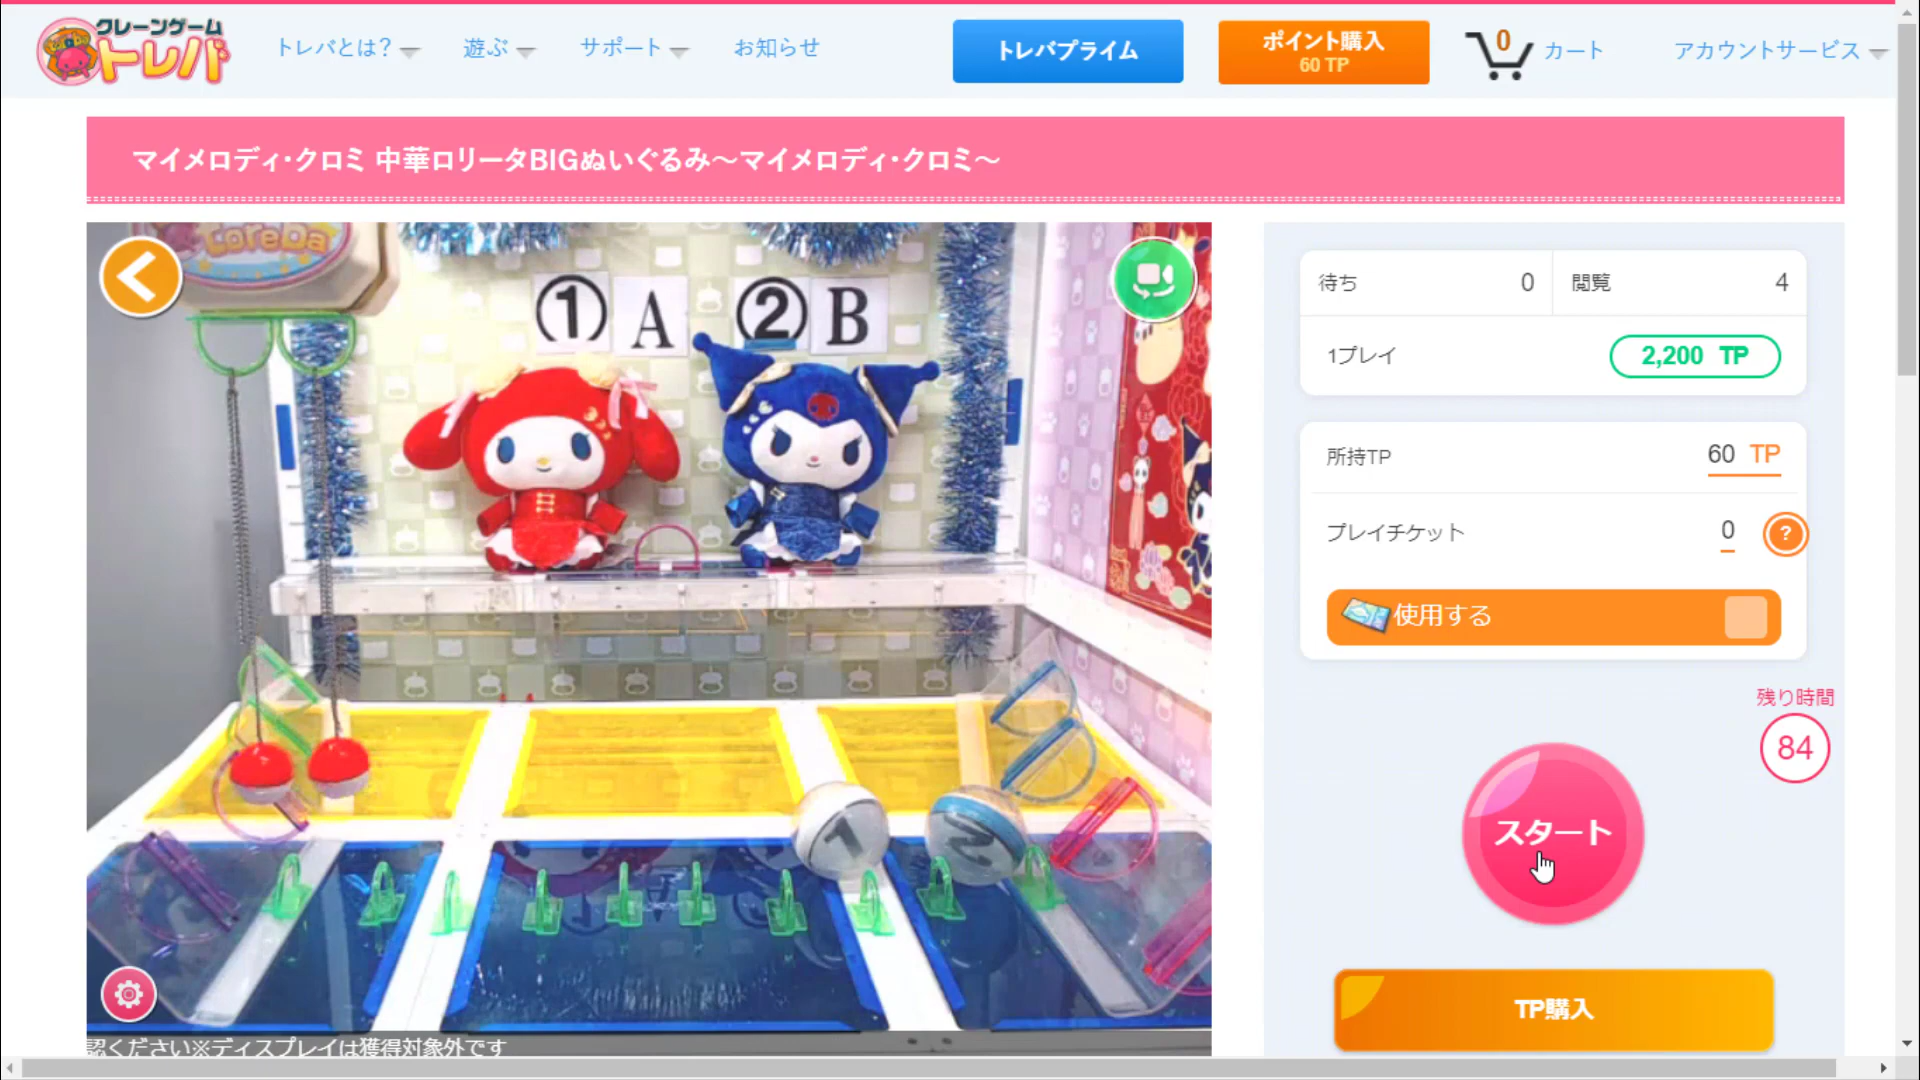 クレーンゲーム
トレバ
トレバとは?
遊ぶ
サポート
お知らせ
トレバプライム
ポイント購入
60 TP
0
カート
アカウントサービス
マイメロディ・クロミ 中華ロリータBIGぬいぐるみ～マイメロディ・クロミ～
ToreBa
① A ② B
待ち 0
閲覧 4
1プレイ 2,200 TP
所持TP 60 TP
プレイチケット 0 ?
使用する
残り時間
84
スタート
1
2
TP購入
認ください※ディスプレイは獲得対象外です